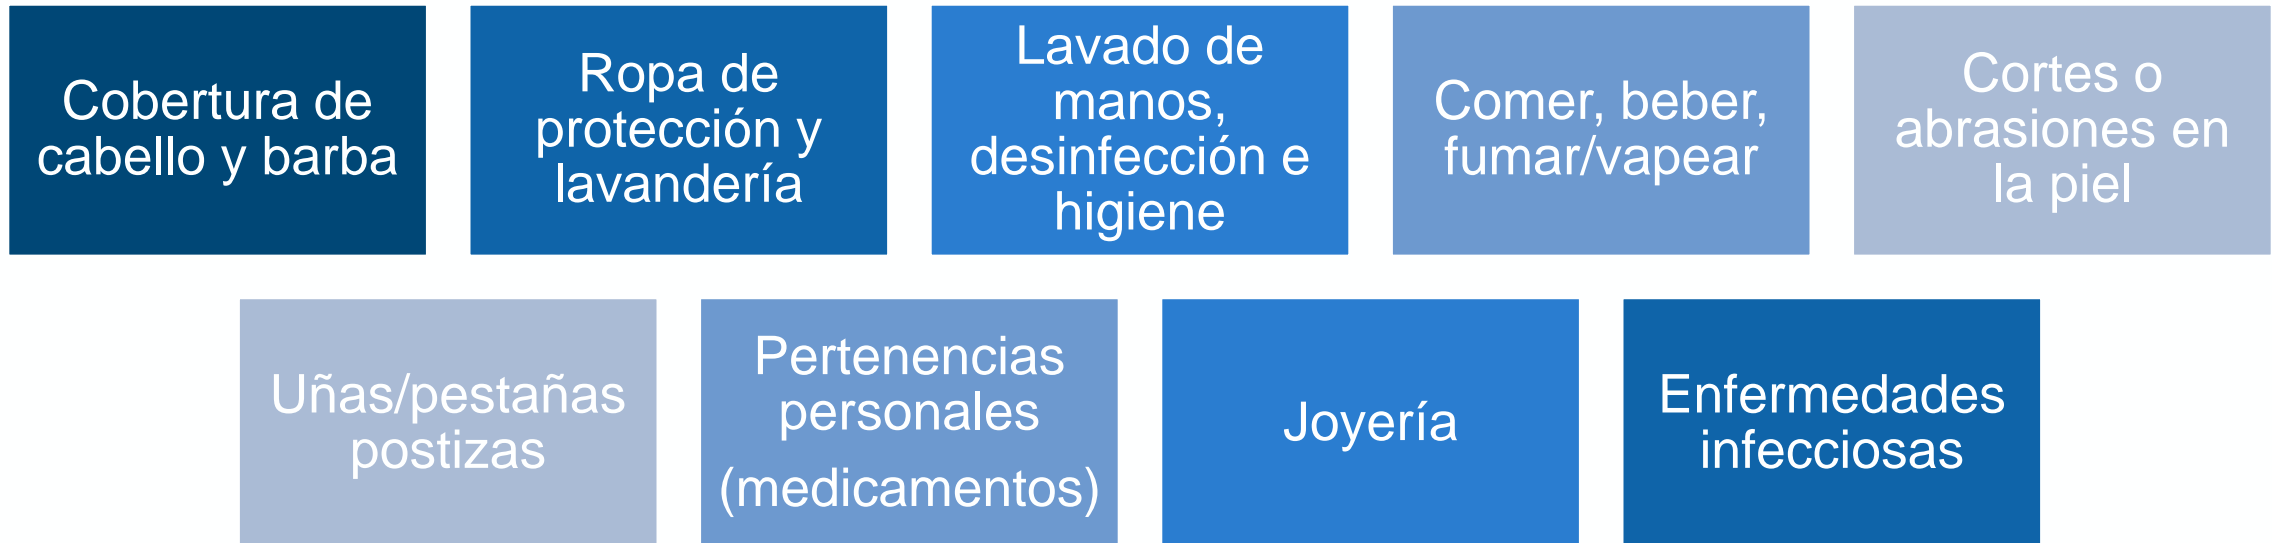 Cobertura de
cabello y barba
Ropa de
protección y
lavandería
Lavado de
manos,
desinfección e
higiene
Comer, beber,
fumar/vapear
Cortes o
abrasiones en
la piel
Uñas/pestañas
postizas
Pertenencias
personales
(medicamentos)
Joyería
Enfermedades
infecciosas